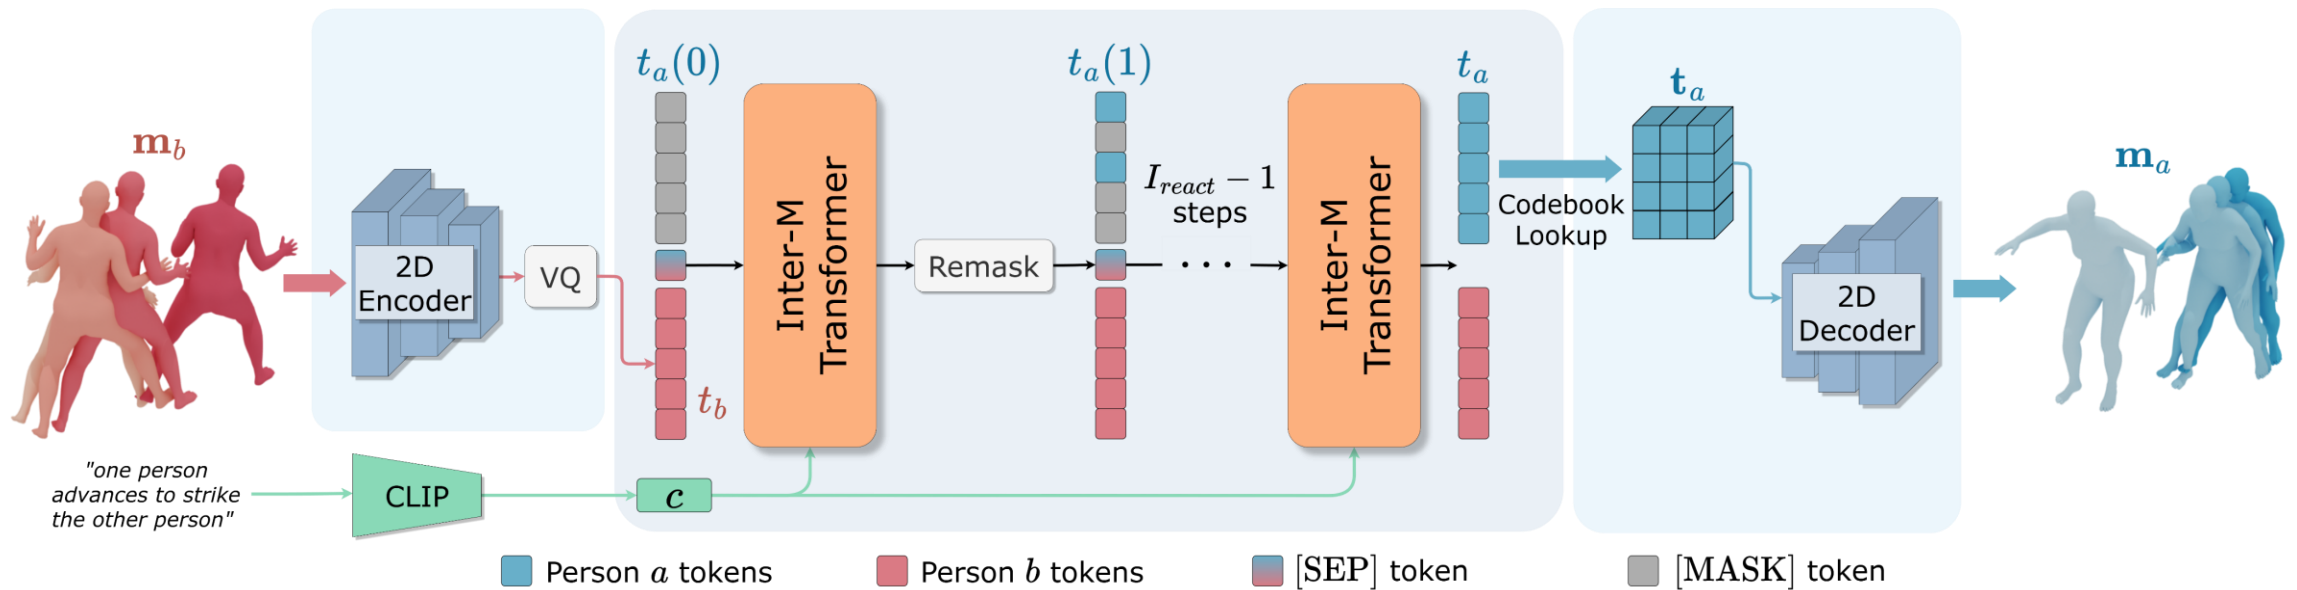 m_b
2D
Encoder
VQ
t_b
"one person
advances to strike
the other person"
CLIP
c
t_a(0)
Inter-M
Transformer
Remask
t_a(1)
I_{react} − 1
steps
···
Inter-M
Transformer
t_a
Codebook
Lookup
t_a
2D
Decoder
m_a
Person a tokens
Person b tokens
[SEP] token
[MASK] token